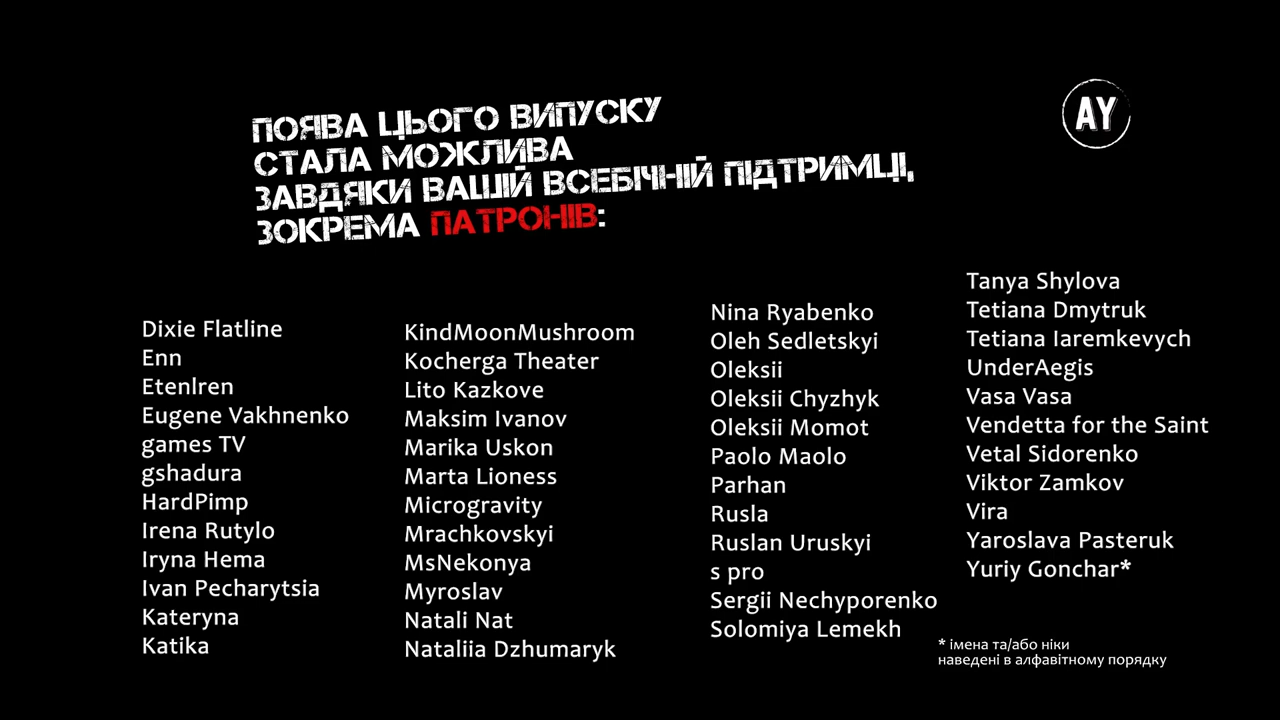 ПОЯВА ЦЬОГО ВИПУСКУ
СТАЛА МОЖЛИВА
ЗАВДЯКИ ВАШІЙ ВСЕБІЧНІЙ ПІДТРИМЦІ,
ЗОКРЕМА ПАТРОНІВ:
AY
Dixie Flatline
Enn
Etenlren
Eugene Vakhnenko
games TV
gshadura
HardPimp
Irena Rutylo
Iryna Hema
Ivan Pecharytsia
Kateryna
Katika
KindMoonMushroom
Kocherga Theater
Lito Kazkove
Maksim Ivanov
Marika Uskon
Marta Lioness
Microgravity
Mrachkovskyi
MsNekonya
Myroslav
Natali Nat
Nataliia Dzhumaryk
Nina Ryabenko
Oleh Sedletskyi
Oleksii
Oleksii Chyzhyk
Oleksii Momot
Paolo Maolo
Parhan
Rusla
Ruslan Uruskyi
s pro
Sergii Nechyporenko
Solomiya Lemekh
Tanya Shylova
Tetiana Dmytruk
Tetiana Iaremkevych
UnderAegis
Vasa Vasa
Vendetta for the Saint
Vetal Sidorenko
Viktor Zamkov
Vira
Yaroslava Pasteruk
Yuriy Gonchar*
* імена та/або ніки
наведені в алфавітному порядку